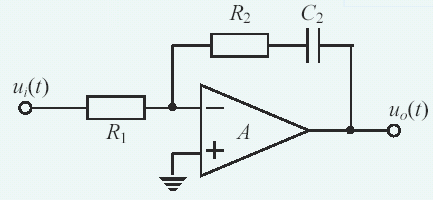 R₂
C₂
uᵢ(t)
R₁
−
A
+
uₒ(t)